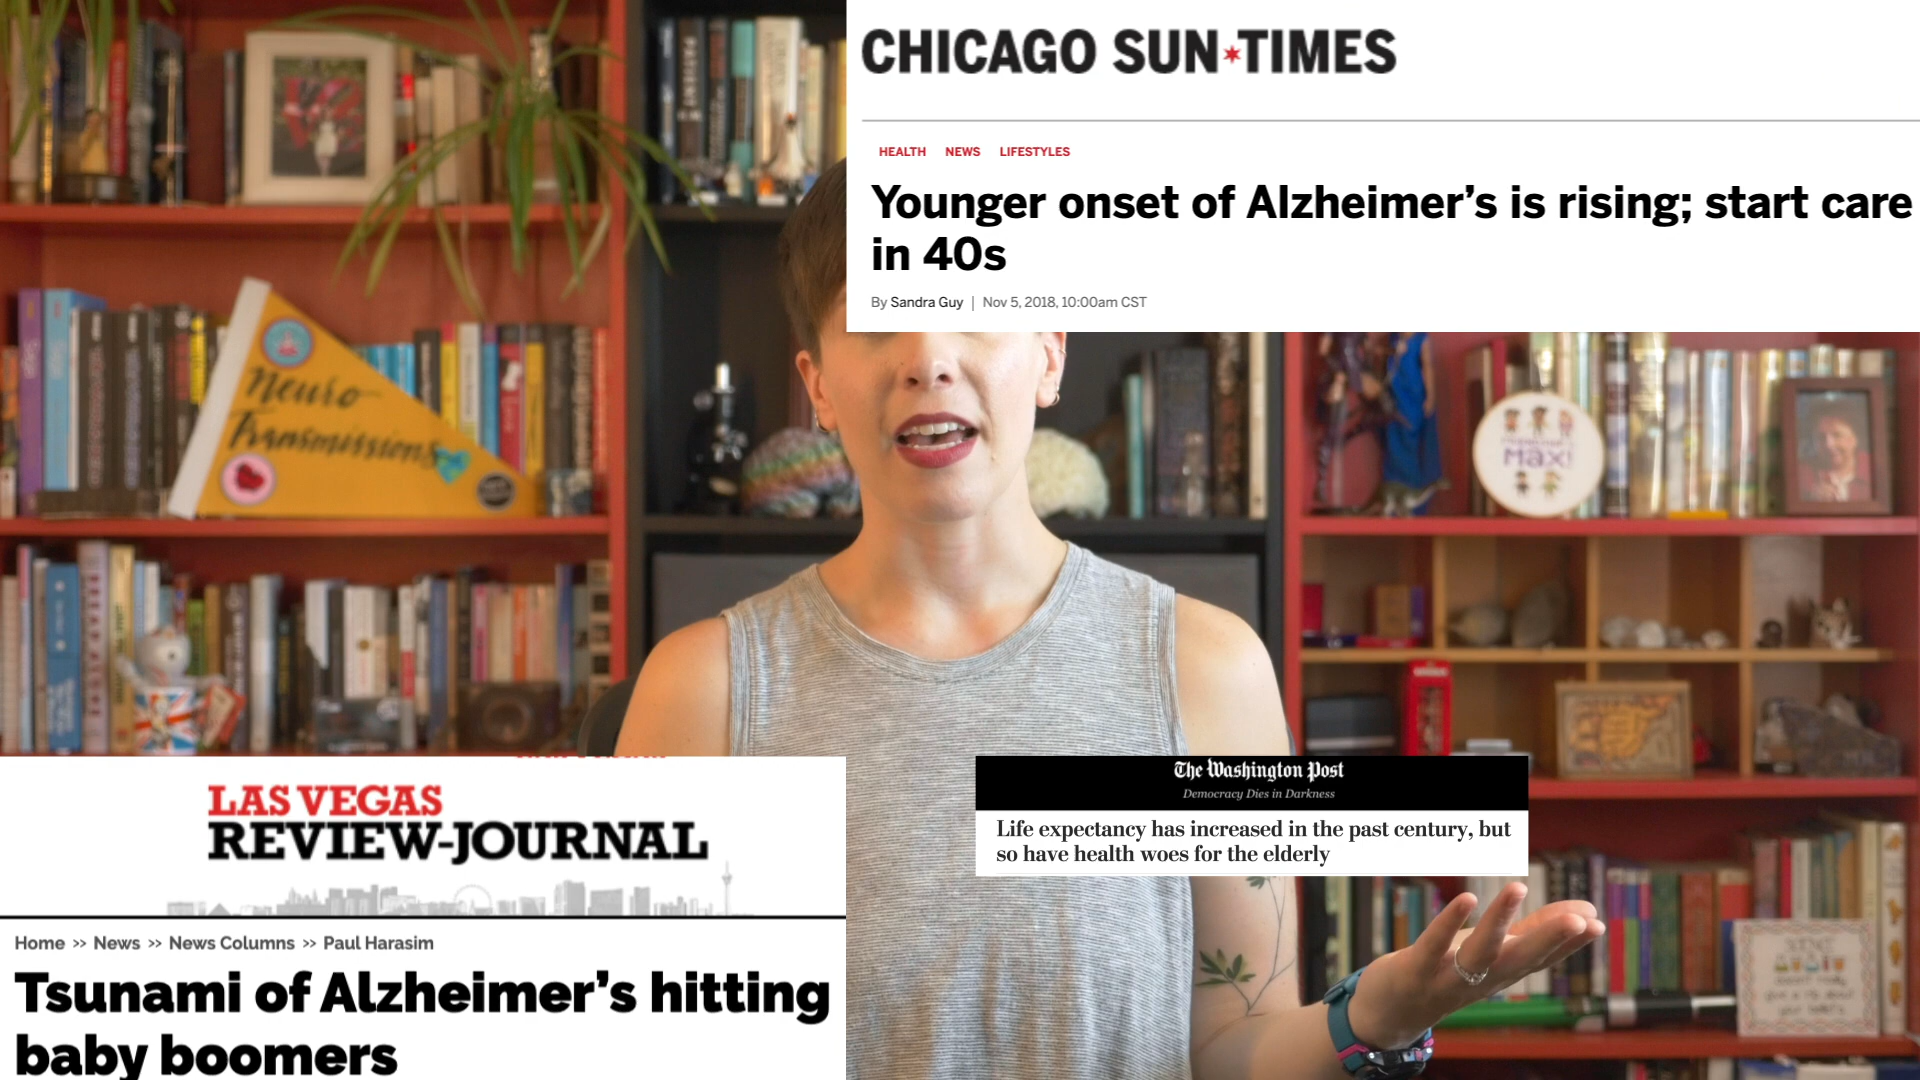 CHICAGO SUN*TIMES
HEALTH NEWS LIFESTYLES
Younger onset of Alzheimer's is rising; start care
in 40s
By Sandra Guy | Nov 5, 2018, 10:00am CST
Neuro
Transmissions
Max!
LAS VEGAS
REVIEW-JOURNAL
Home >> News >> News Columns >> Paul Harasim
Tsunami of Alzheimer's hitting
baby boomers
The Washington Post
Democracy Dies in Darkness
Life expectancy has increased in the past century, but
so have health woes for the elderly